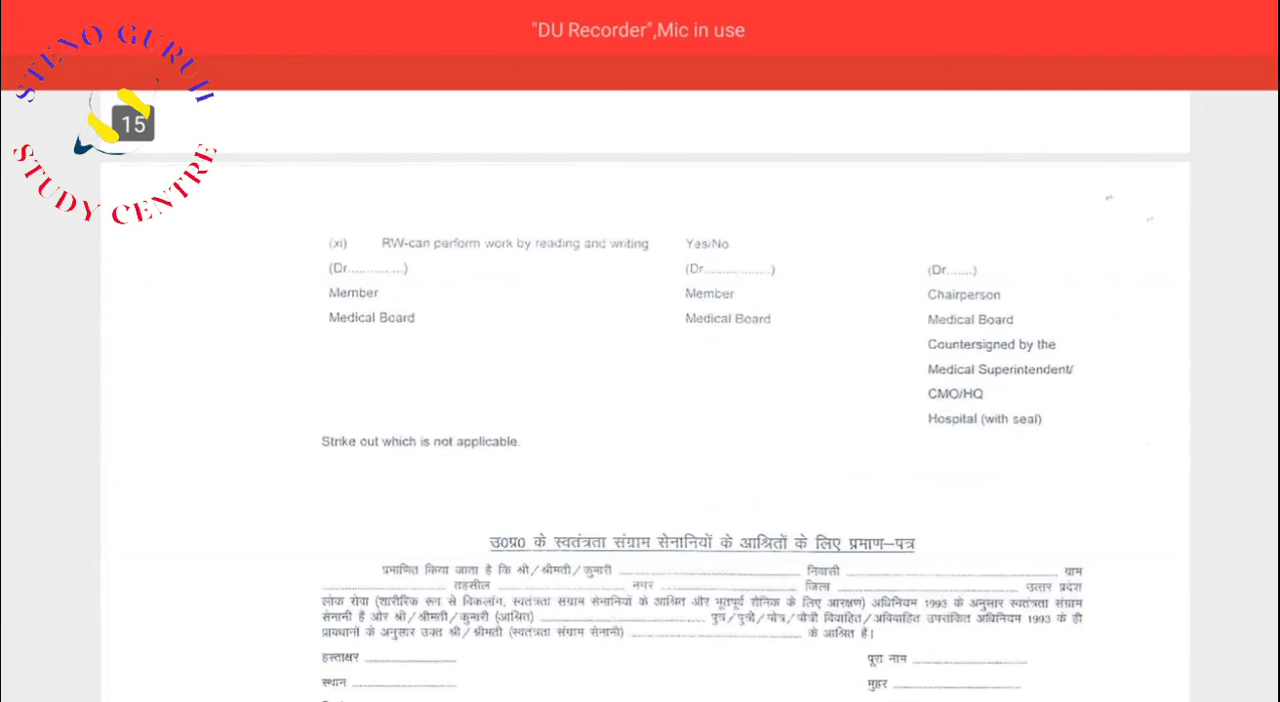 "DU Recorder",Mic in use
STENO GURUJI
STUDY CENTRE
15
(xi) RW-can perform work by reading and writing Yes/No
(Dr...............) (Dr..................) (Dr.......)
Member Member Chairperson
Medical Board Medical Board Medical Board
Countersigned by the
Medical Superintendent/
CMO/HQ
Hospital (with seal)
Strike out which is not applicable.
उ०प्र० के स्वतंत्रता संग्राम सेनानियों के आश्रितों के लिए प्रमाण–पत्र
प्रमाणित किया जाता है कि श्री/श्रीमती/कुमारी ........................................ निवासी .............................................. ग्राम
........................... तहसील ........................... नगर ........................... जिला ........................................... उत्तर प्रदेश
लोक सेवा (शारीरिक रूप से विकलांग, स्वतंत्रता संग्राम सेनानियों के आश्रित और भूतपूर्व सैनिक के लिए आरक्षण) अधिनियम 1993 के अनुसार स्वतंत्रता संग्राम
सेनानी हैं और श्री/श्रीमती/कुमारी (आश्रित) .................................... पुत्र/पुत्री/पौत्र/पौत्री विवाहित/अविवाहित उपरांकित अधिनियम 1993 के ही
प्रावधानों के अनुसार उक्त श्री/श्रीमती (स्वतंत्रता संग्राम सेनानी) ..................................... के आश्रित हैं।
हस्ताक्षर .................... पूरा नाम .........................
स्थान ....................... मुहर ............................